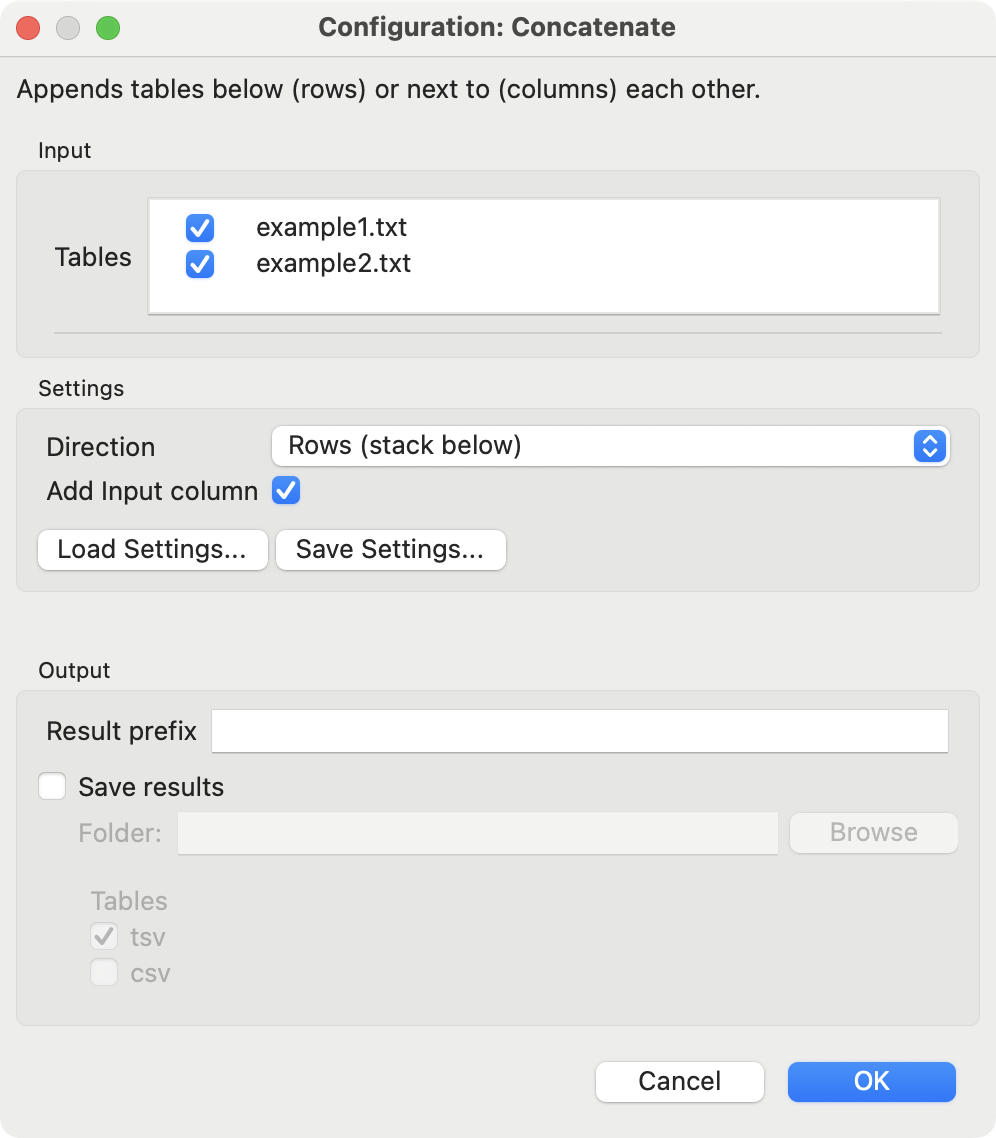 Configuration: Concatenate
Appends tables below (rows) or next to (columns) each other.
Input
Tables
example1.txt
example2.txt
Settings
Direction Rows (stack below)
Add Input column
Load Settings... Save Settings...
Output
Result prefix
Save results
Folder: Browse
Tables
tsv
csv
Cancel OK